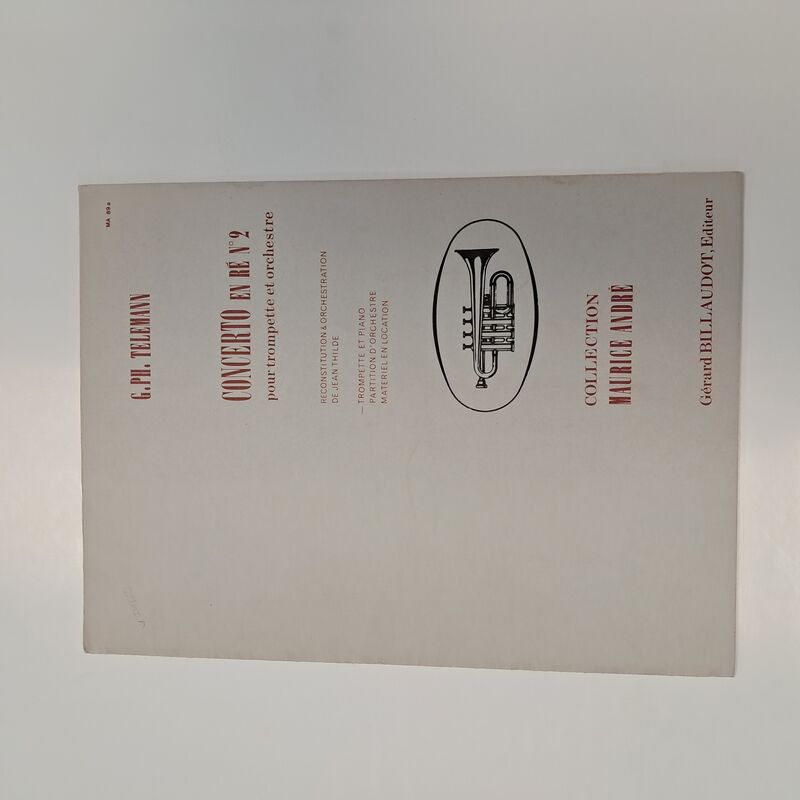 MA 89a
G. PH. TELEMANN
CONCERTO EN RÉ N° 2
pour trompette et orchestre
RECONSTITUTION & ORCHESTRATION
DE JEAN THILDE
— TROMPETTE ET PIANO
PARTITION D'ORCHESTRE
MATERIEL EN LOCATION
COLLECTION
MAURICE ANDRÉ
Gérard BILLAUDOT, Editeur